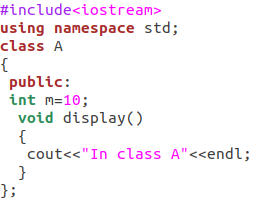 #include<iostream>
using namespace std;
class A
{
 public:
 int m=10;
  void display()
  {
   cout<<"In class A"<<endl;
  }
};